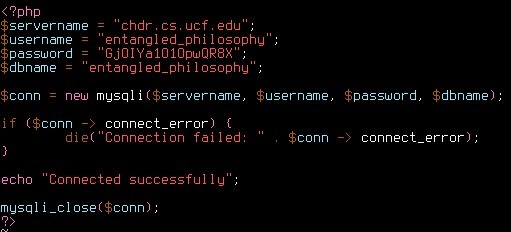 <?php
$servername = "chdr.cs.ucf.edu";
$username = "entangled_philosophy";
$password = "GjOIYa1010pwQR8X";
$dbname = "entangled_philosophy";
$conn = new mysqli($servername, $username, $password, $dbname);
if ($conn -> connect_error) {
die("Connection failed: " . $conn -> connect_error);
}
echo "Connected successfully";
mysqli_close($conn);
?>
~